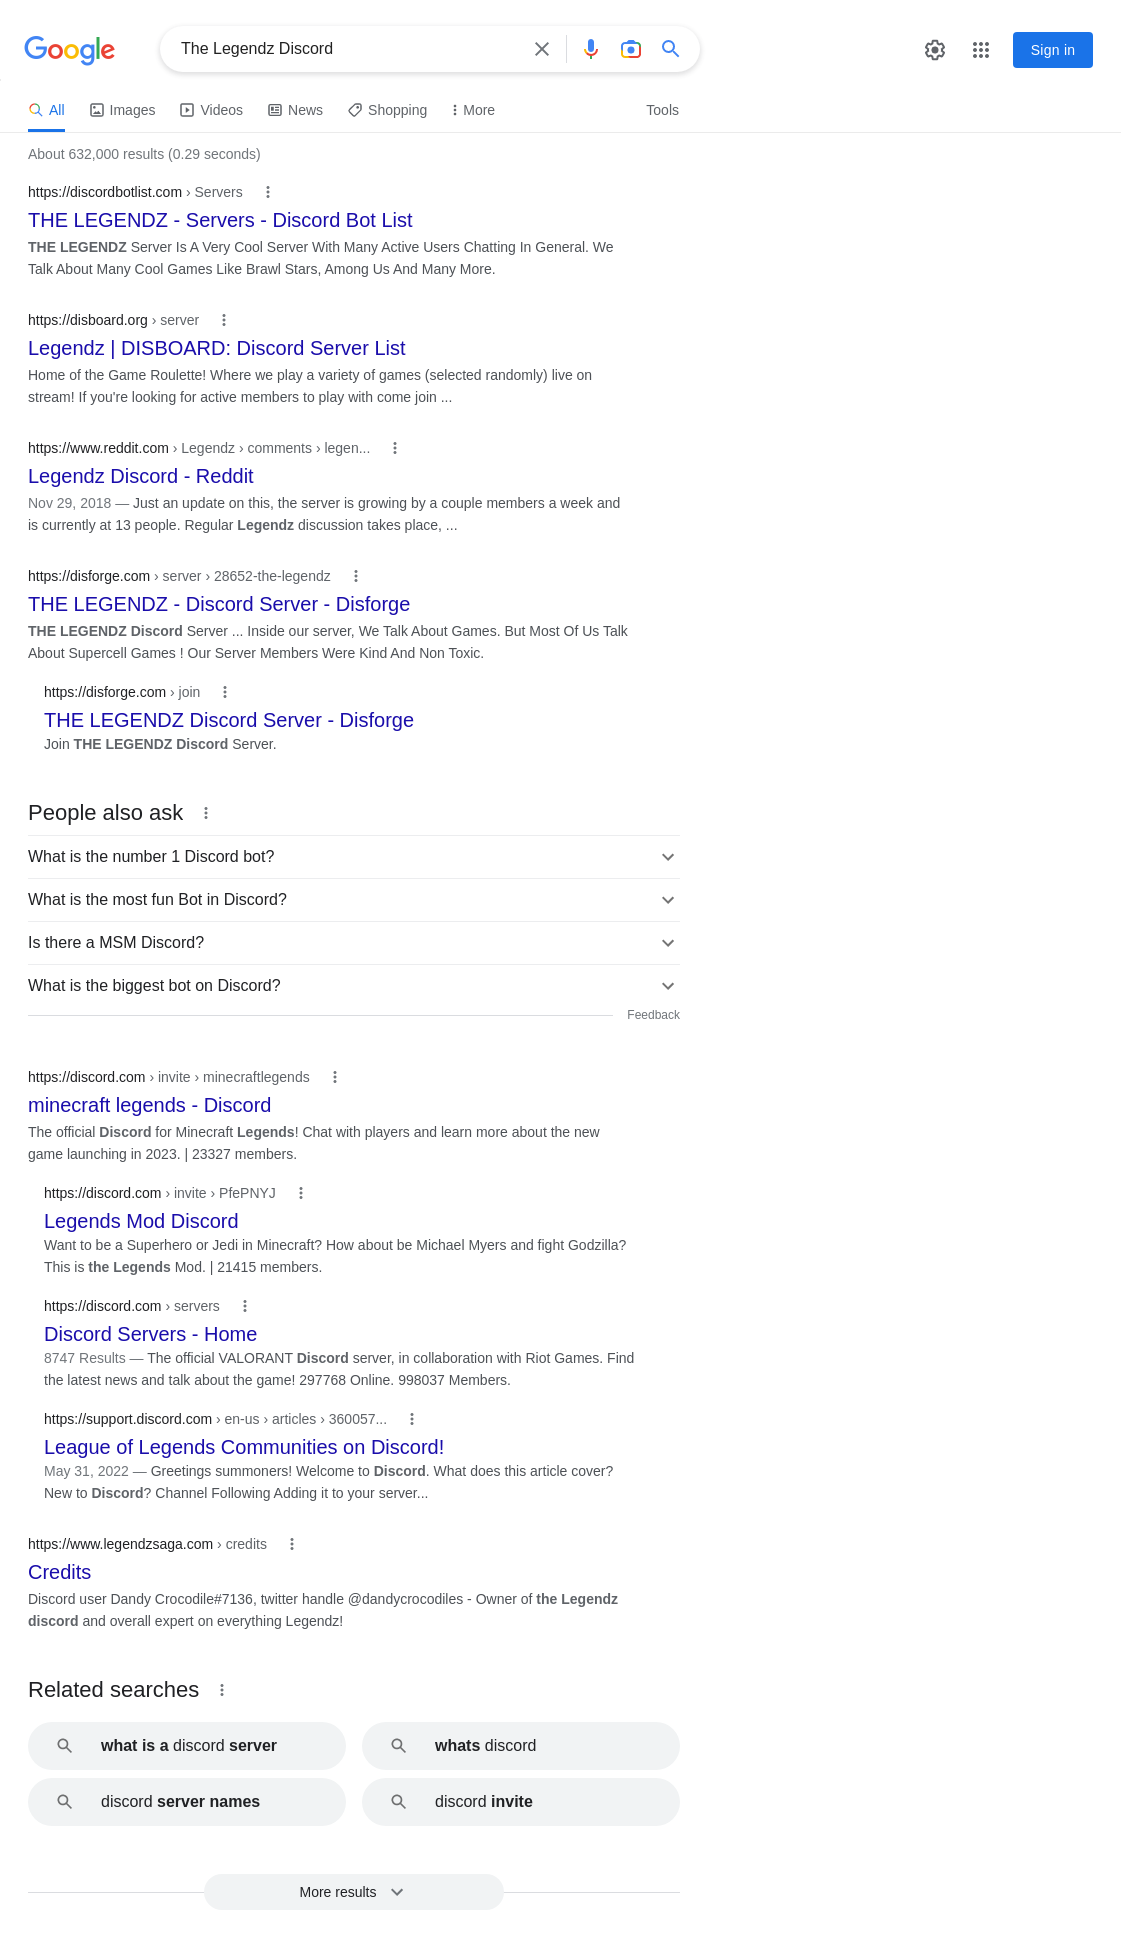 Google
The Legendz Discord
Sign in
All
Images
Videos
News
Shopping
More
Tools
About 632,000 results (0.29 seconds)
https://discordbotlist.com › Servers
THE LEGENDZ - Servers - Discord Bot List
THE LEGENDZ Server Is A Very Cool Server With Many Active Users Chatting In General. We
Talk About Many Cool Games Like Brawl Stars, Among Us And Many More.
https://disboard.org › server
Legendz | DISBOARD: Discord Server List
Home of the Game Roulette! Where we play a variety of games (selected randomly) live on
stream! If you're looking for active members to play with come join ...
https://www.reddit.com › Legendz › comments › legen...
Legendz Discord - Reddit
Nov 29, 2018 — Just an update on this, the server is growing by a couple members a week and
is currently at 13 people. Regular Legendz discussion takes place, ...
https://disforge.com › server › 28652-the-legendz
THE LEGENDZ - Discord Server - Disforge
THE LEGENDZ Discord Server ... Inside our server, We Talk About Games. But Most Of Us Talk
About Supercell Games ! Our Server Members Were Kind And Non Toxic.
https://disforge.com › join
THE LEGENDZ Discord Server - Disforge
Join THE LEGENDZ Discord Server.
People also ask
What is the number 1 Discord bot?
What is the most fun Bot in Discord?
Is there a MSM Discord?
What is the biggest bot on Discord?
Feedback
https://discord.com › invite › minecraftlegends
minecraft legends - Discord
The official Discord for Minecraft Legends! Chat with players and learn more about the new
game launching in 2023. | 23327 members.
https://discord.com › invite › PfePNYJ
Legends Mod Discord
Want to be a Superhero or Jedi in Minecraft? How about be Michael Myers and fight Godzilla?
This is the Legends Mod. | 21415 members.
https://discord.com › servers
Discord Servers - Home
8747 Results — The official VALORANT Discord server, in collaboration with Riot Games. Find
the latest news and talk about the game! 297768 Online. 998037 Members.
https://support.discord.com › en-us › articles › 360057...
League of Legends Communities on Discord!
May 31, 2022 — Greetings summoners! Welcome to Discord. What does this article cover?
New to Discord? Channel Following Adding it to your server...
https://www.legendzsaga.com › credits
Credits
Discord user Dandy Crocodile#7136, twitter handle @dandycrocodiles - Owner of the Legendz
discord and overall expert on everything Legendz!
Related searches
what is a discord server
whats discord
discord server names
discord invite
More results